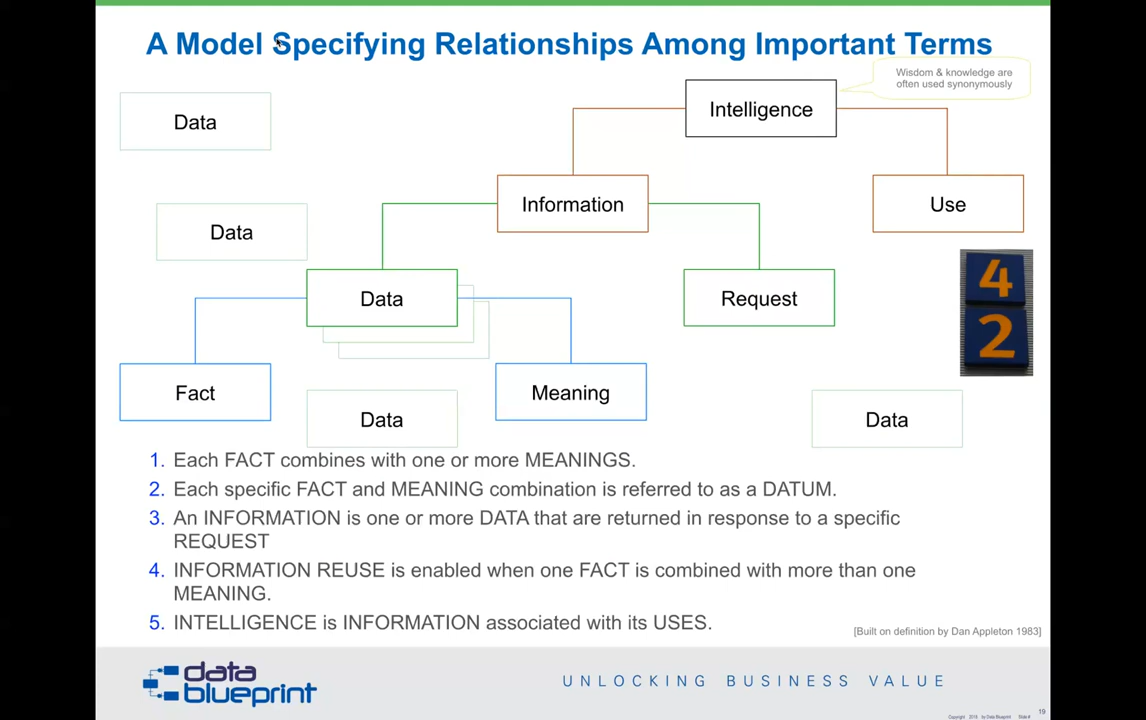 A Model Specifying Relationships Among Important Terms
Wisdom & knowledge are
often used synonymously
Intelligence
Data
Information
Use
Data
4
2
Data
Request
Fact
Meaning
Data
Data
1. Each FACT combines with one or more MEANINGS.
2. Each specific FACT and MEANING combination is referred to as a DATUM.
3. An INFORMATION is one or more DATA that are returned in response to a specific
REQUEST
4. INFORMATION REUSE is enabled when one FACT is combined with more than one
MEANING.
5. INTELLIGENCE is INFORMATION associated with its USES.
[Built on definition by Dan Appleton 1983]
data
blueprint
UNLOCKING BUSINESS VALUE
19
Slide #